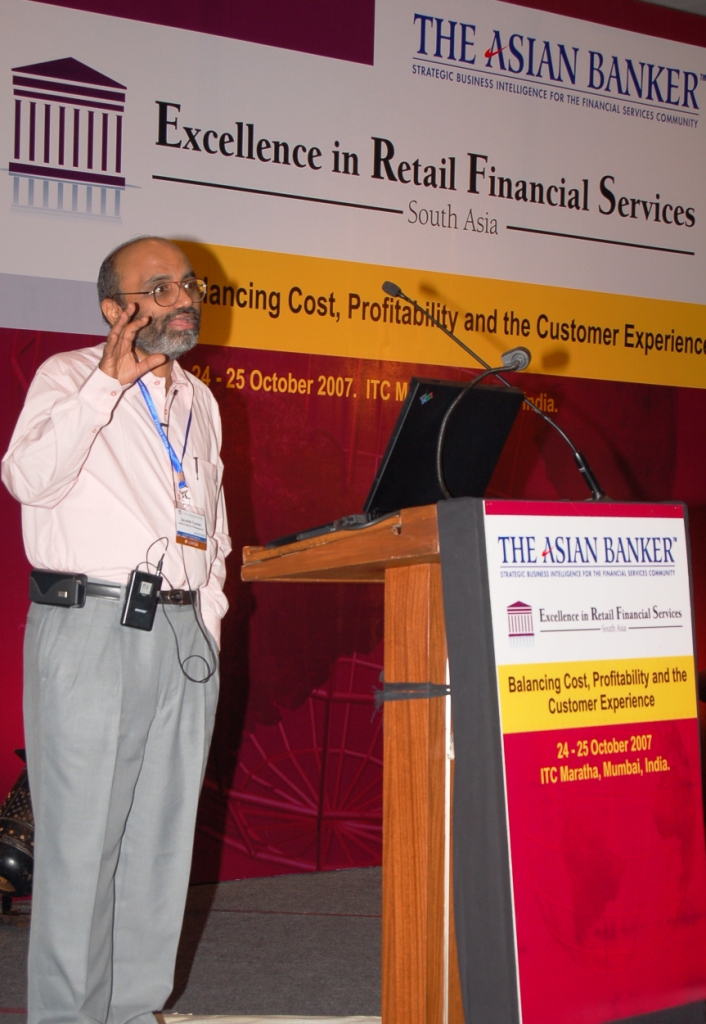 THE ASIAN BANKER™
STRATEGIC BUSINESS INTELLIGENCE FOR THE FINANCIAL SERVICES COMMUNITY
Excellence in Retail Financial Services
South Asia
lancing Cost, Profitability and the Customer Experience
24 - 25 October 2007. ITC M
India.
THE ASIAN BANKER™
STRATEGIC BUSINESS INTELLIGENCE FOR THE FINANCIAL SERVICES COMMUNITY
Excellence in Retail Financial Services
South Asia
Balancing Cost, Profitability and the
Customer Experience
24 - 25 October 2007
ITC Maratha, Mumbai, India.